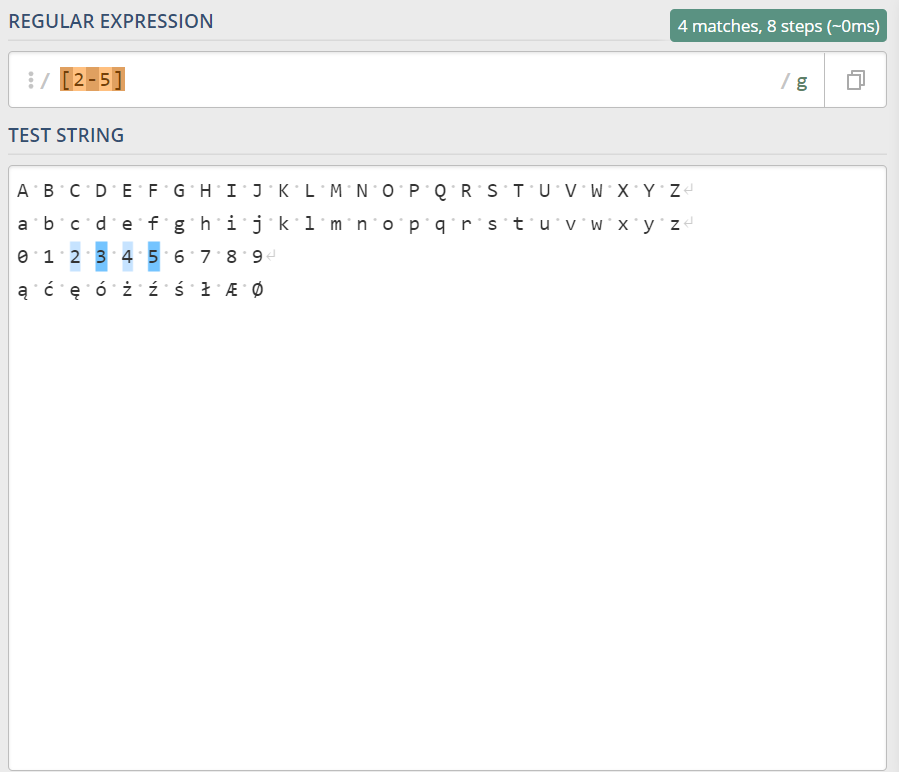 REGULAR EXPRESSION
4 matches, 8 steps (~0ms)
/ [2-5] / g
TEST STRING
A B C D E F G H I J K L M N O P Q R S T U V W X Y Z
a b c d e f g h i j k l m n o p q r s t u v w x y z
0 1 2 3 4 5 6 7 8 9
ą ć ę ó ż ź ś ł Æ Ø